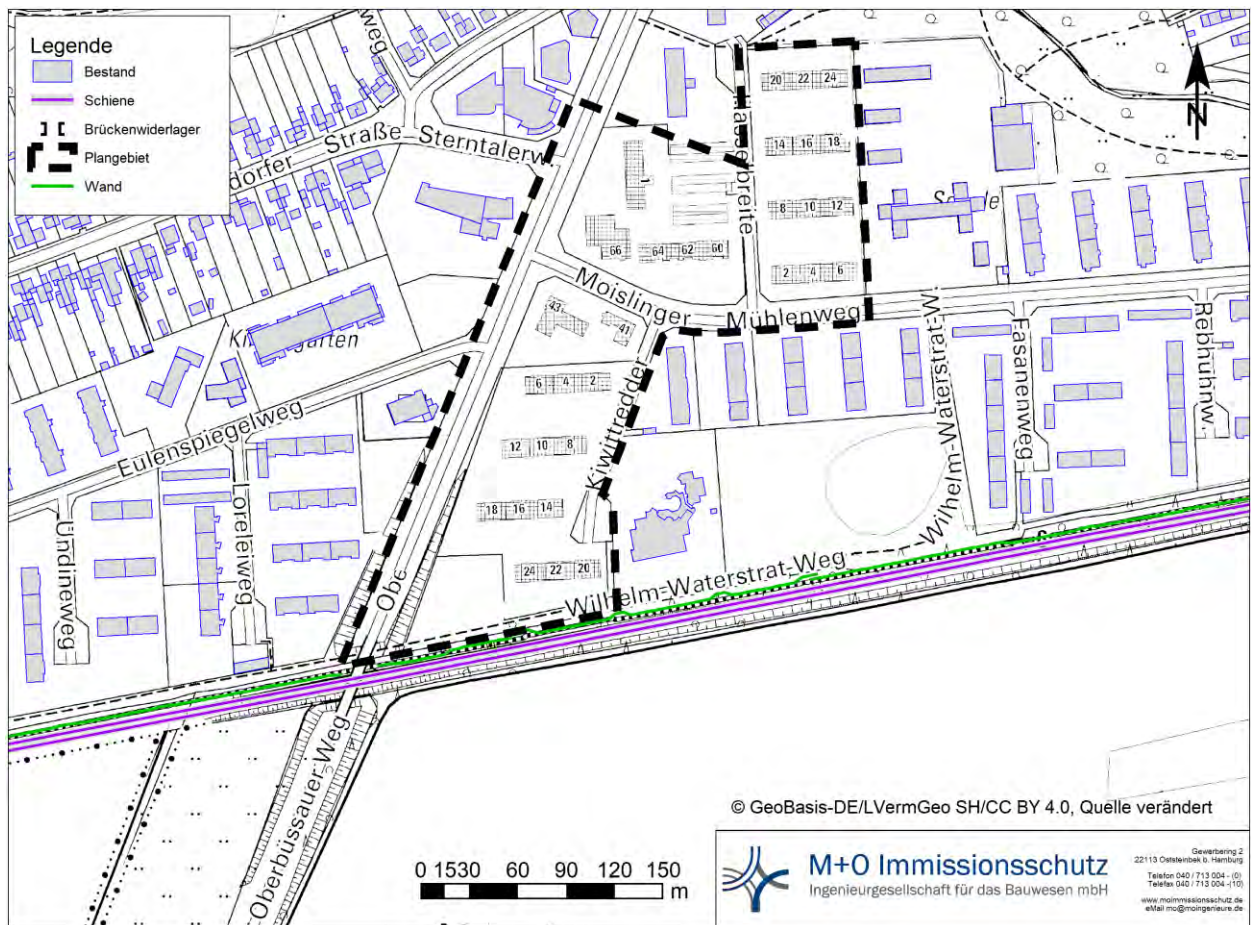 Legende
Bestand
Schiene
Brückenwiderlager
Plangebiet
Wand
weg
dorfer Straße
Sterntalerw.
N
20 22 24
14 16 18
8 10 12
2 4 6
1
66
64 62 60
Moislinger Mühlenweg
43
41
Kiwittredder
6 4 2
12 10 8
18 16 14
24 22 20
Eulenspiegelweg
Undineweg
Loreleiweg
Wilhelm-Waterstrat-W.
Fasanenweg
Rebhuhnw.
Wilhelm-Waterstrat-Weg
Obe
Oberbüssauer Weg
© GeoBasis-DE/LVermGeo SH/CC BY 4.0, Quelle verändert
0 15 30 60 90 120 150
m
M+O Immissionsschutz
Ingenieurgesellschaft für das Bauwesen mbH
Gewerbering 2
22113 Oststeinbek b. Hamburg
Telefon 040 / 713 004 - (0)
Telefax 040 / 713 004 -(10)
www.moimmissionsschutz.de
eMail mo@moingenieure.de